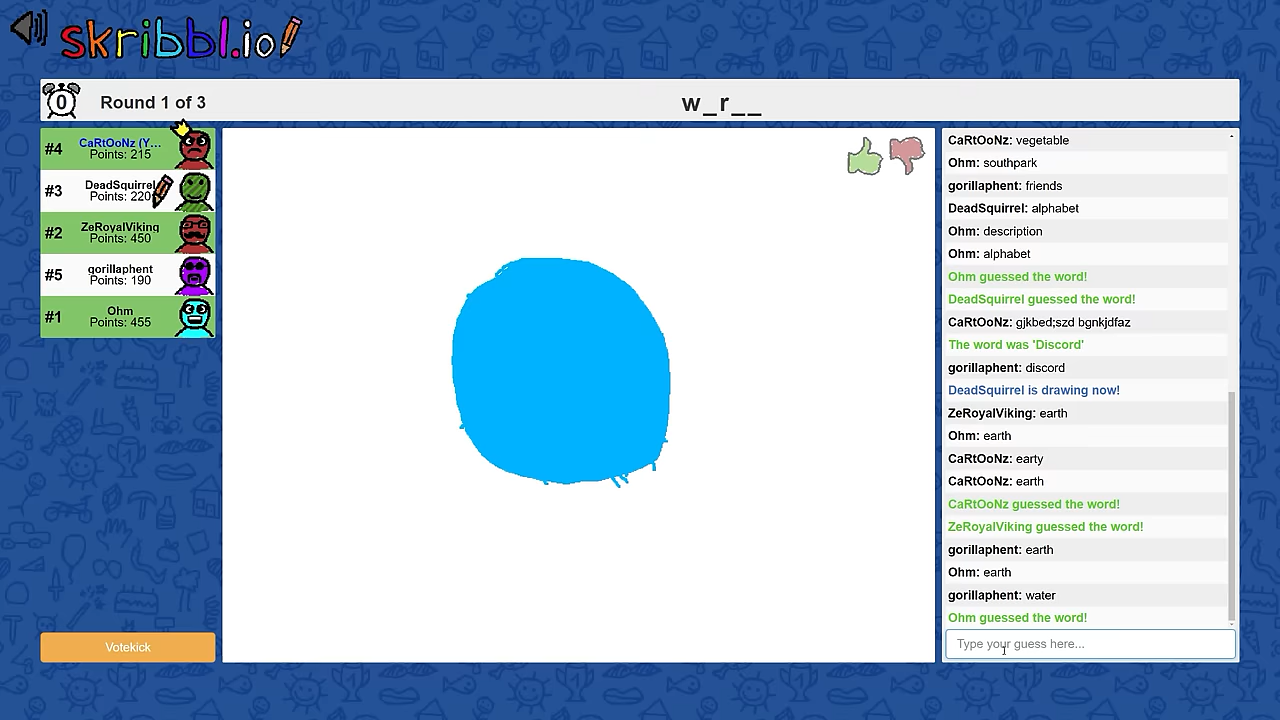 skribbl.io
0
Round 1 of 3
w_r__
#4
CaRtOoNz (Y...
Points: 215
#3
DeadSquirrel
Points: 220
#2
ZeRoyalViking
Points: 450
#5
gorillaphent
Points: 190
#1
Ohm
Points: 455
Votekick
CaRtOoNz: vegetable
Ohm: southpark
gorillaphent: friends
DeadSquirrel: alphabet
Ohm: description
Ohm: alphabet
Ohm guessed the word!
DeadSquirrel guessed the word!
CaRtOoNz: gjkbed;szd bgnkjdfaz
The word was 'Discord'
gorillaphent: discord
DeadSquirrel is drawing now!
ZeRoyalViking: earth
Ohm: earth
CaRtOoNz: earty
CaRtOoNz: earth
CaRtOoNz guessed the word!
ZeRoyalViking guessed the word!
gorillaphent: earth
Ohm: earth
gorillaphent: water
Ohm guessed the word!
Type your guess here...